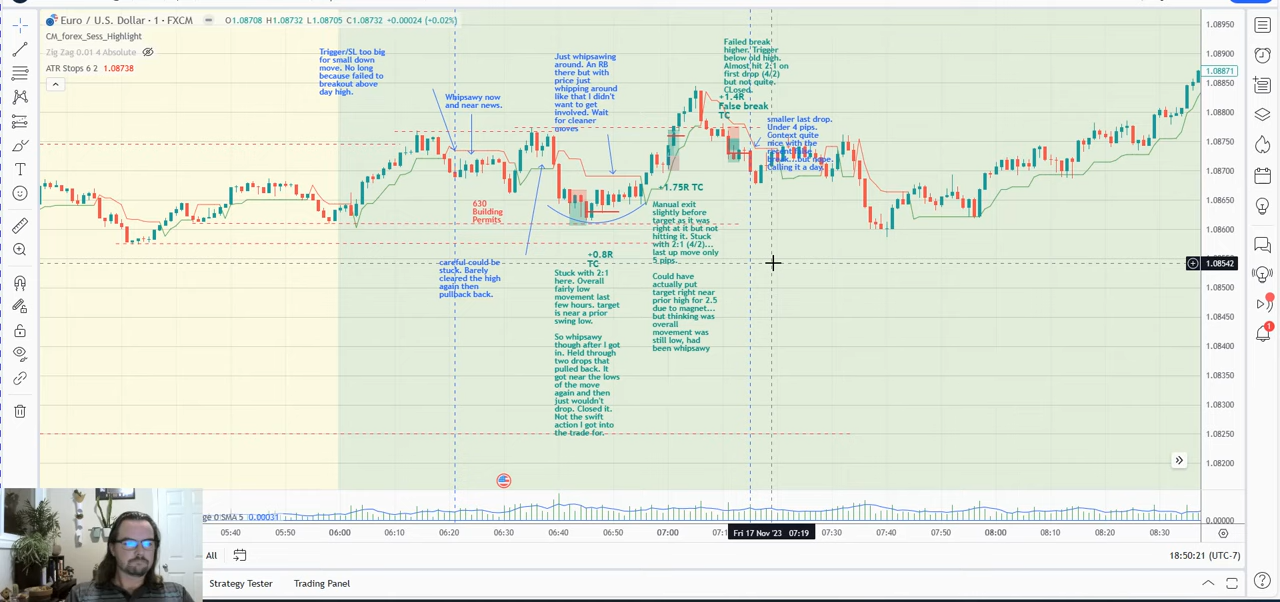 Euro / U.S. Dollar · 1 · FXCM
O1.08708 H1.08732 L1.08705 C1.08732 +0.00024 (+0.02%)
CM_forex_Sess_Highlight
Zig Zag 0.01 4 Absolute
ATR Stops 6 2 1.08738
Trigger/SL too big
for small down
move. No long
because failed to
breakout above
day high.
Whipsawy now
and near news.
Just whipsawing
around. An RB
there but with
price just
whipping around
like that I didn't
want to get
involved. Wait
for cleaner
moves
Failed break
higher. Trigger
below old high.
Almost hit 2:1 on
first drop (4/2)
but not quite.
CLosed.
+1.4R
False break
TC
smaller last drop.
Under 4 pips.
Context quite
nice with the
break...but nope.
Calling it a day.
630
Building
Permits
careful could be
stuck. Barely
cleared the high
again then
pullback back.
+0.8R
TC
Stuck with 2:1
here. Overall
fairly low
movement last
few hours. target
is near a prior
swing low.
So whipsawy
though after I got
in. Held through
two drops that
pulled back. It
got near the lows
of the move
again and then
just wouldn't
drop. Closed it.
Not the swift
action I got into
the trade for.
+1.75R TC
Manual exit
slightly before
target as it was
right at it but not
hitting it. Stuck
with 2:1 (4/2)...
last up move only
5 pips.
Could have
actually put
target right near
prior high for 2.5
due to magnet...
but thinking was
overall
movement was
still low, had
been whipsawy
1.08950
1.08900
1.08871
1.08850
1.08800
1.08750
1.08700
1.08650
1.08600
1.08542
1.08500
1.08450
1.08400
1.08350
1.08300
1.08250
1.08200
0.00000
ge 0 SMA 5 0.00031
05:40
05:50
06:00
06:10
06:20
06:30
06:40
06:50
07:00
07:1
Fri 17 Nov '23 07:19
07:30
07:40
07:50
08:00
08:10
08:20
08:30
All
18:50:21 (UTC-7)
Strategy Tester
Trading Panel
1